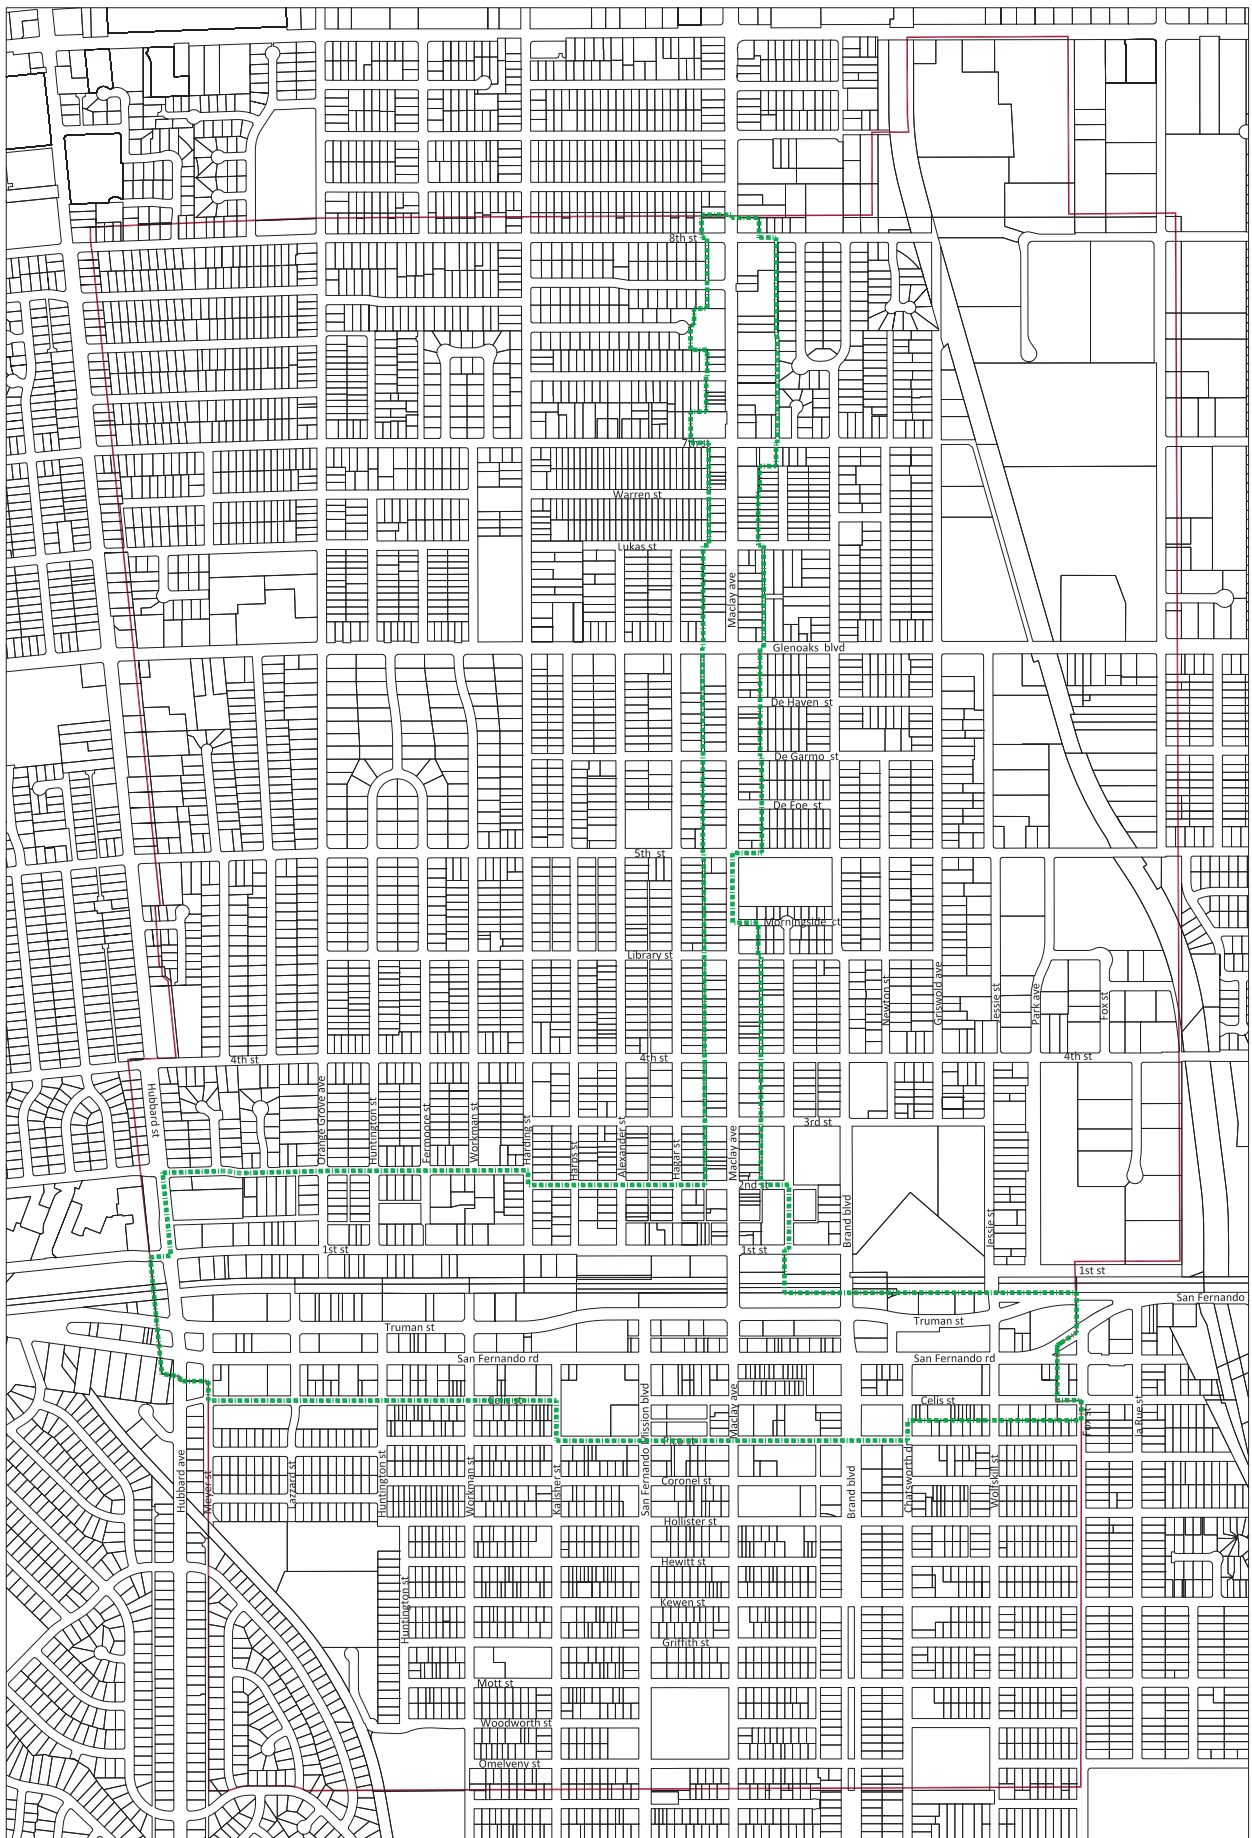 8th st
Warren st
Lukas st
Maclay ave
Glenoaks blvd
De Haven st
De Garmo st
De Foe st
5th st
Morningside ct
Library st
Newton st
Griswold ave
Jessie st
Park ave
Fox st
4th st
4th st
4th st
Hubbard st
Orange Grove ave
Huntington st
Fermoore st
Workman st
Harding st
Harps st
Alexander st
Hagar st
Maclay ave
3rd st
2nd st
Brand blvd
Jessie st
1st st
1st st
1st st
San Fernando
Truman st
Truman st
San Fernando rd
San Fernando rd
Celis st
Celis st
Pico st
San Fernando Mission blvd
Maclay ave
Fox st
la Rue st
Hubbard ave
Meyer st
Lazzard st
Huntington st
Workman st
Kalisher st
Coronel st
Brand blvd
Chatsworth dr
Wolfskill st
Hollister st
Hewitt st
Huntington st
Kewen st
Griffith st
Mott st
Woodworth st
Omelveny st